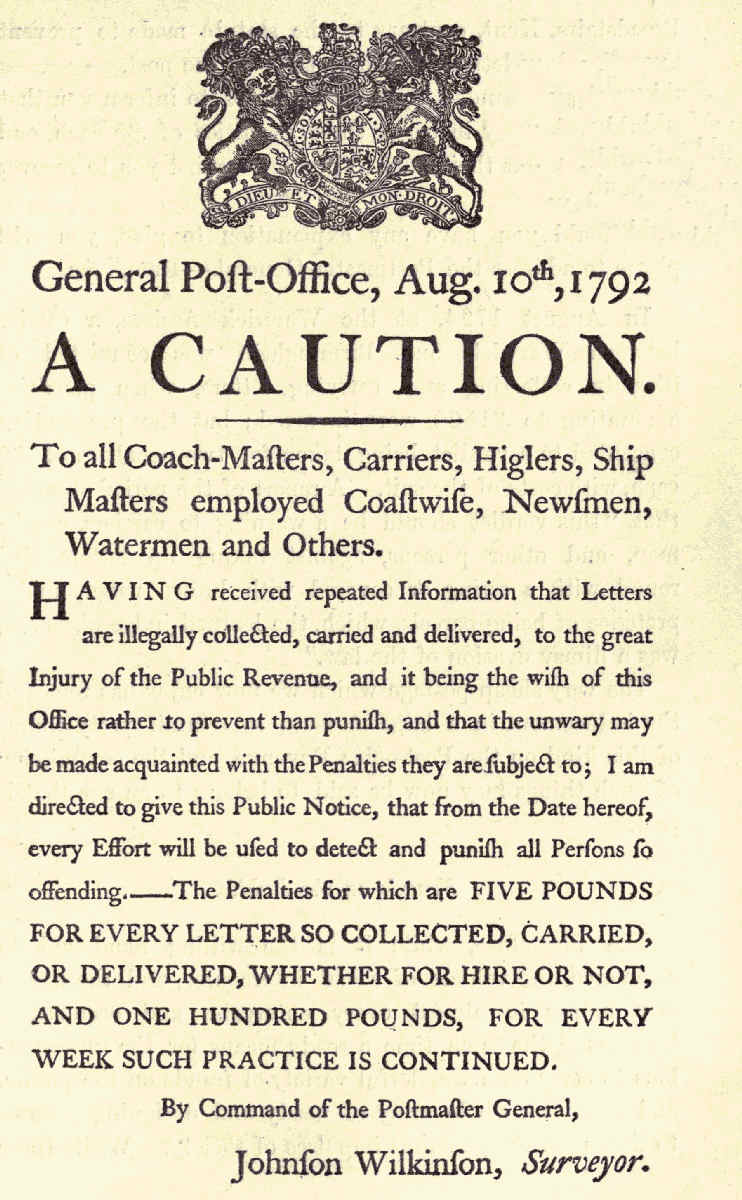 DIEU ET MON DROIT
General Poſt-Office, Aug. 10th, 1792
A CAUTION.
To all Coach-Maſters, Carriers, Higlers, Ship
Maſters employed Coaſtwiſe, Newſmen,
Watermen and Others.
HAVING received repeated Information that Letters
are illegally collected, carried and delivered, to the great
Injury of the Public Revenue, and it being the wiſh of this
Office rather to prevent than puniſh, and that the unwary may
be made acquainted with the Penalties they are ſubject to; I am
directed to give this Public Notice, that from the Date hereof,
every Effort will be uſed to detect and puniſh all Perſons ſo
offending.——The Penalties for which are FIVE POUNDS
FOR EVERY LETTER SO COLLECTED, CARRIED,
OR DELIVERED, WHETHER FOR HIRE OR NOT,
AND ONE HUNDRED POUNDS, FOR EVERY
WEEK SUCH PRACTICE IS CONTINUED.
By Command of the Poſtmaſter General,
Johnſon Wilkinſon, Surveyor.